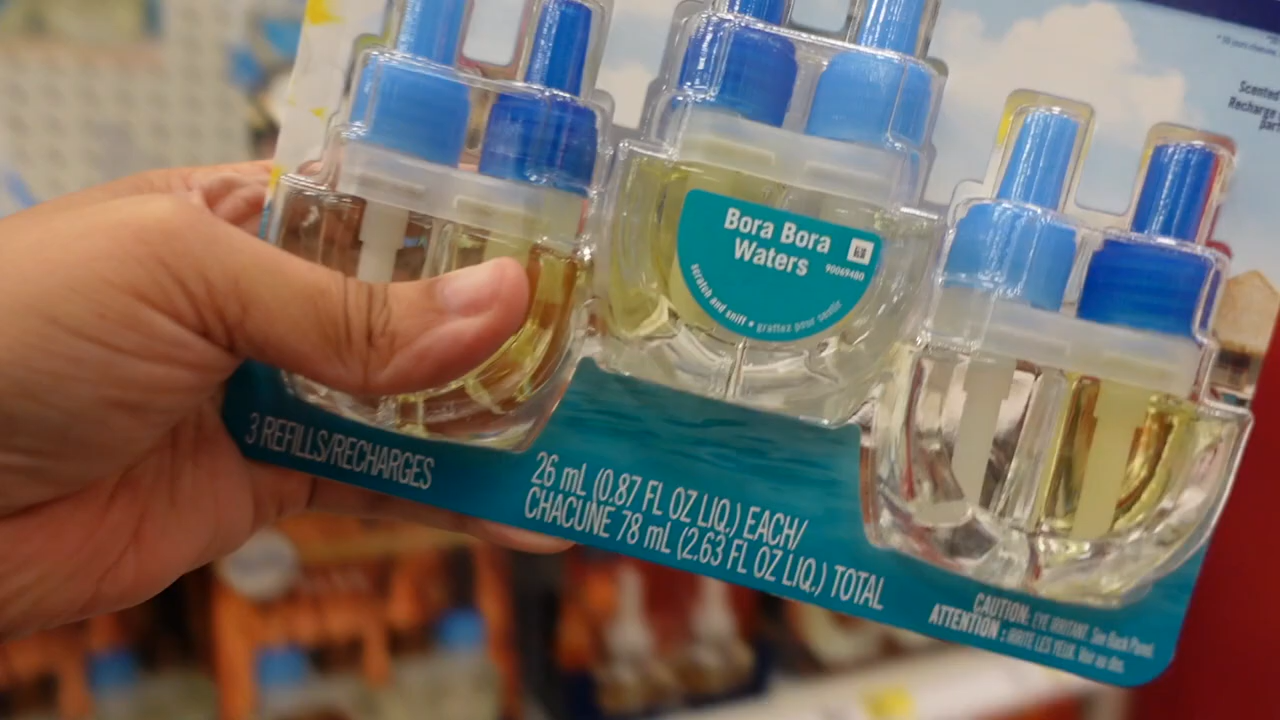 Scented
Recharge
Bora Bora
Waters
90069480
scratch and sniff • grattez pour sentir
3 REFILLS/RECHARGES
26 mL (0.87 FL OZ LIQ.) EACH/
CHACUNE 78 mL (2.63 FL OZ LIQ.) TOTAL
CAUTION: EYE IRRITANT. See Back Panel.
ATTENTION : IRRITE LES YEUX. Voir au dos.